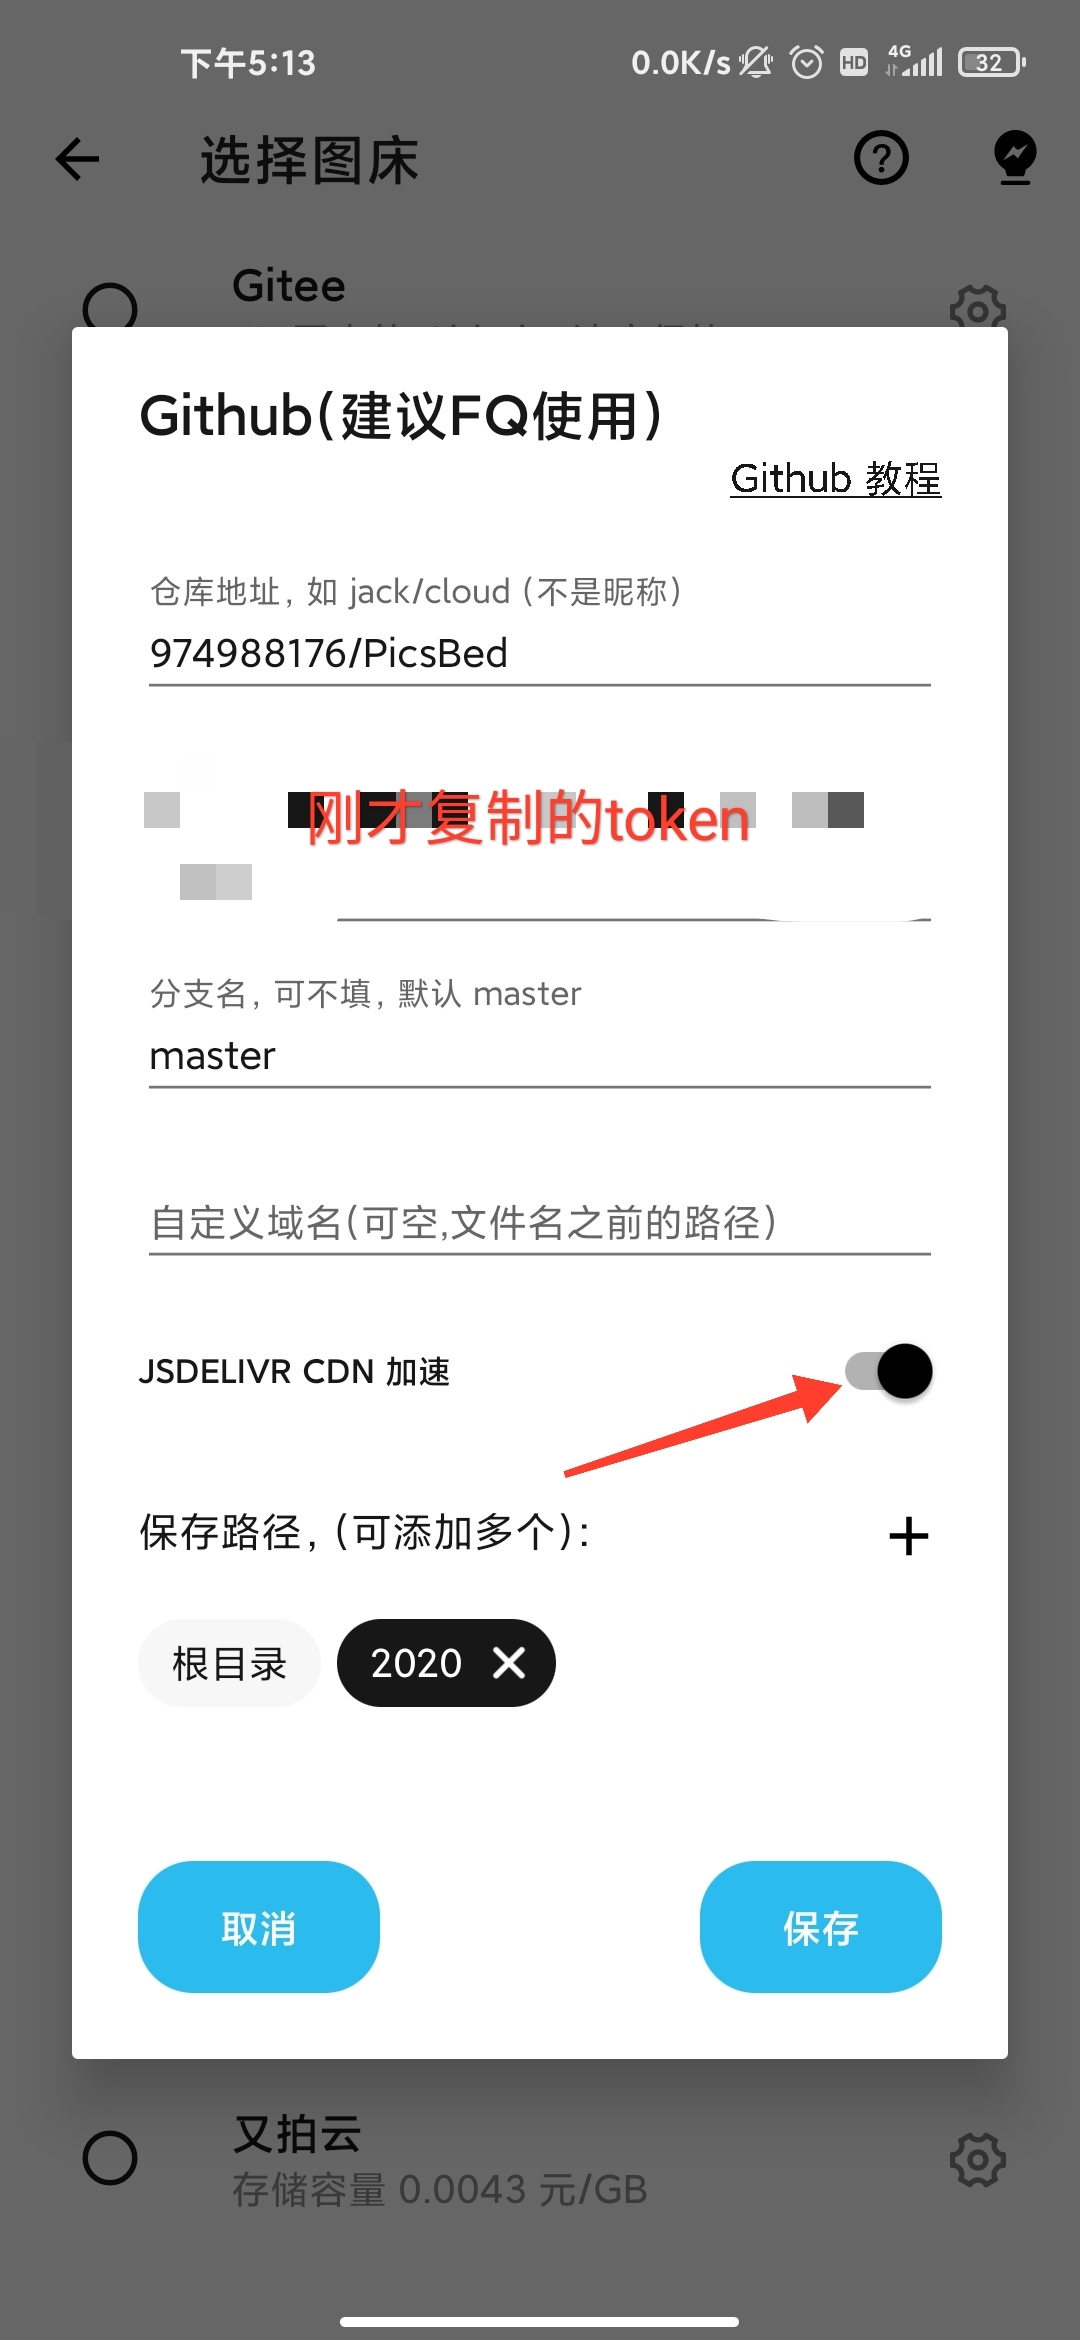 下午5:13
0.0K/s
HD
4G
32
选择图床
Gitee
Github(建议FQ使用)
Github 教程
仓库地址, 如 jack/cloud (不是昵称)
974988176/PicsBed
刚才复制的token
分支名, 可不填, 默认 master
master
自定义域名(可空,文件名之前的路径)
JSDELIVR CDN 加速
保存路径, (可添加多个):
根目录
2020
取消
保存
又拍云
存储容量 0.0043 元/GB